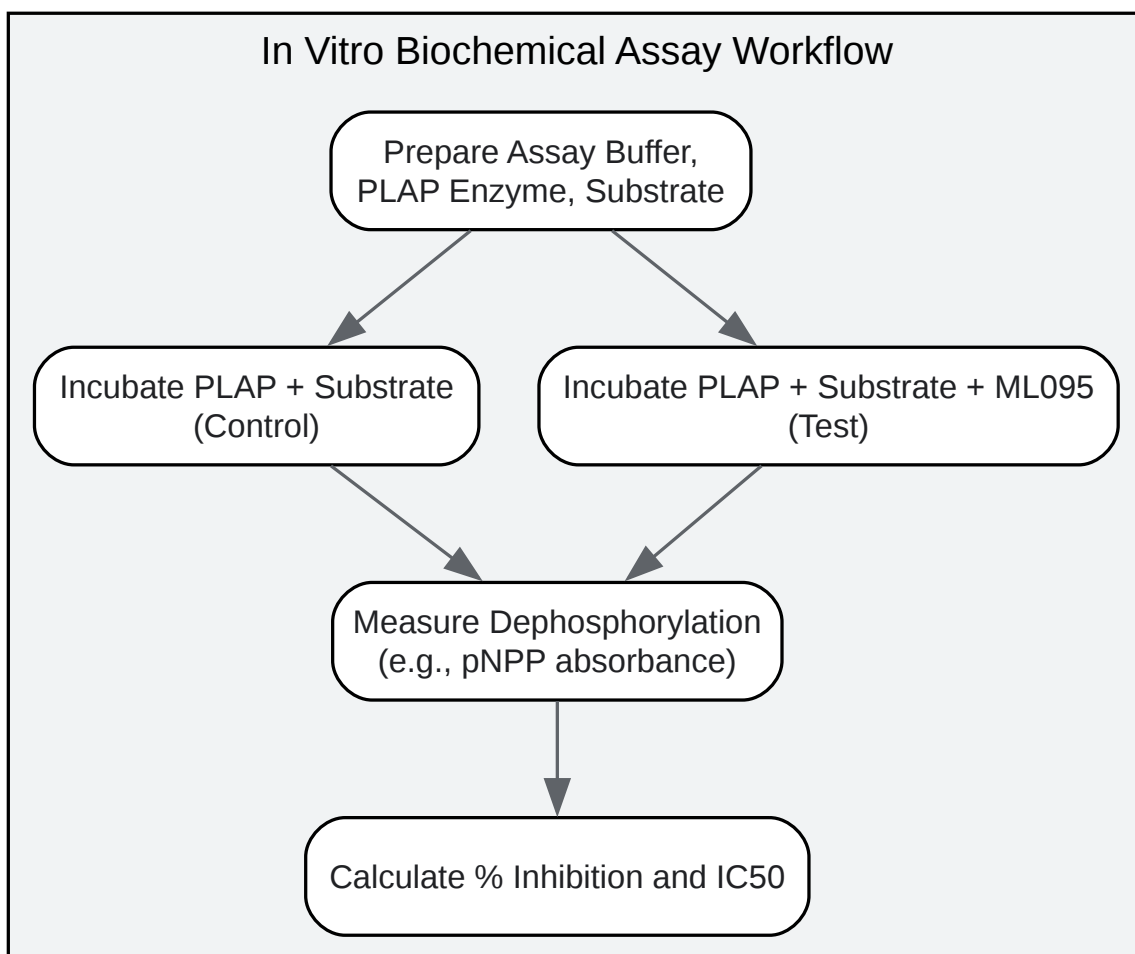 In Vitro Biochemical Assay Workflow
Prepare Assay Buffer,
PLAP Enzyme, Substrate
Incubate PLAP + Substrate
(Control)
Incubate PLAP + Substrate + ML095
(Test)
Measure Dephosphorylation
(e.g., pNPP absorbance)
Calculate % Inhibition and IC50